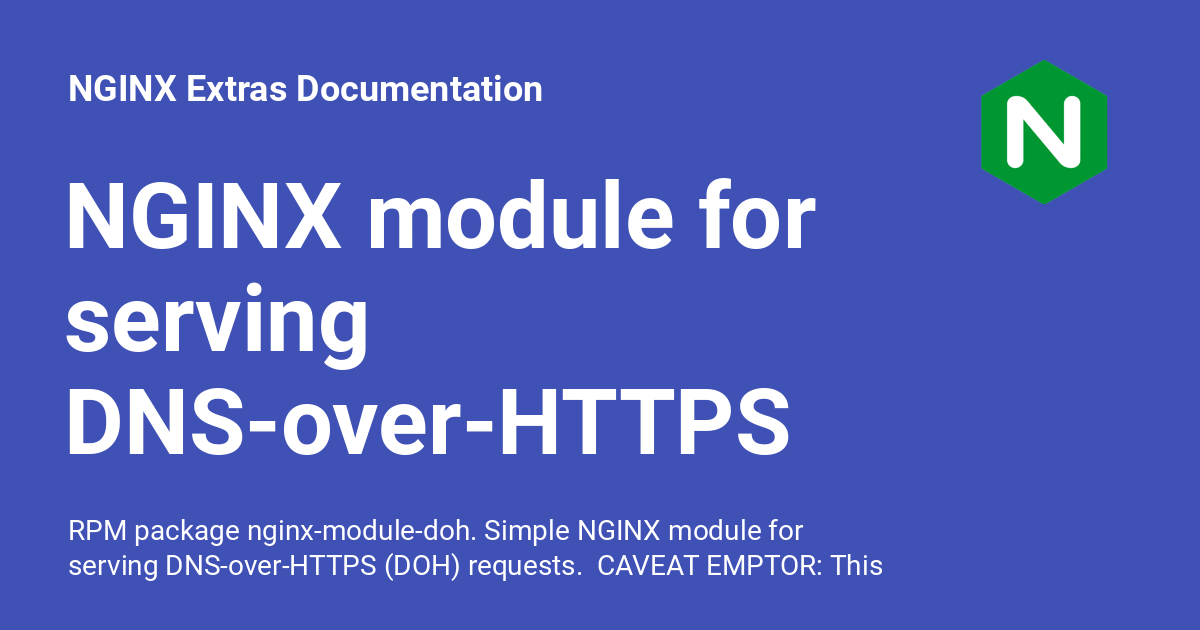 NGINX Extras Documentation
N
NGINX module for
serving
DNS-over-HTTPS
RPM package nginx-module-doh. Simple NGINX module for
serving DNS-over-HTTPS (DOH) requests.  CAVEAT EMPTOR: This